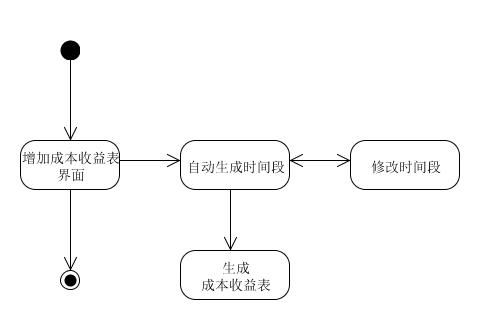 增加成本收益表
界面
自动生成时间段
修改时间段
生成
成本收益表